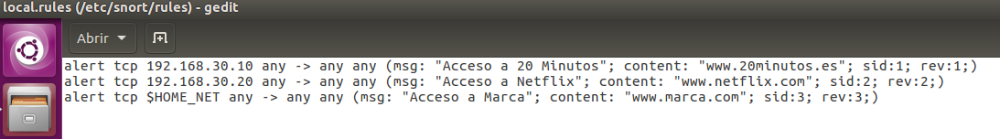 local.rules (/etc/snort/rules) - gedit
Abrir
alert tcp 192.168.30.10 any -> any any (msg: "Acceso a 20 Minutos"; content: "www.20minutos.es"; sid:1; rev:1;)
alert tcp 192.168.30.20 any -> any any (msg: "Acceso a Netflix"; content: "www.netflix.com"; sid:2; rev:2;)
alert tcp $HOME_NET any -> any any (msg: "Acceso a Marca"; content: "www.marca.com"; sid:3; rev:3;)